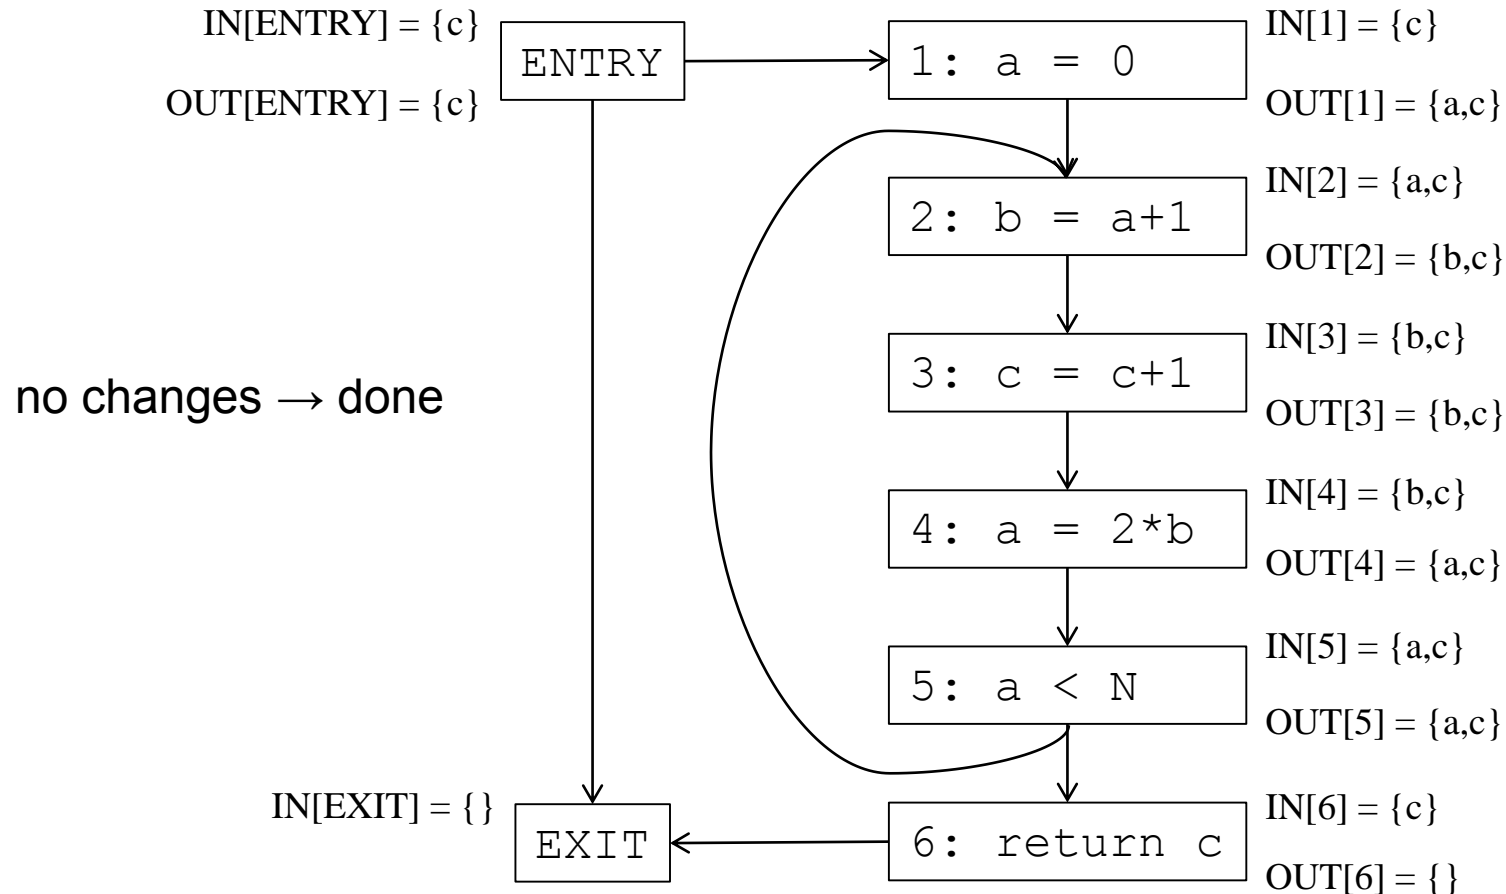 IN[ENTRY] = {c}
ENTRY
OUT[ENTRY] = {c}
1: a = 0
IN[1] = {c}
OUT[1] = {a,c}
2: b = a+1
IN[2] = {a,c}
OUT[2] = {b,c}
3: c = c+1
IN[3] = {b,c}
OUT[3] = {b,c}
no changes → done
4: a = 2*b
IN[4] = {b,c}
OUT[4] = {a,c}
5: a < N
IN[5] = {a,c}
OUT[5] = {a,c}
IN[EXIT] = {}
EXIT
6: return c
IN[6] = {c}
OUT[6] = {}